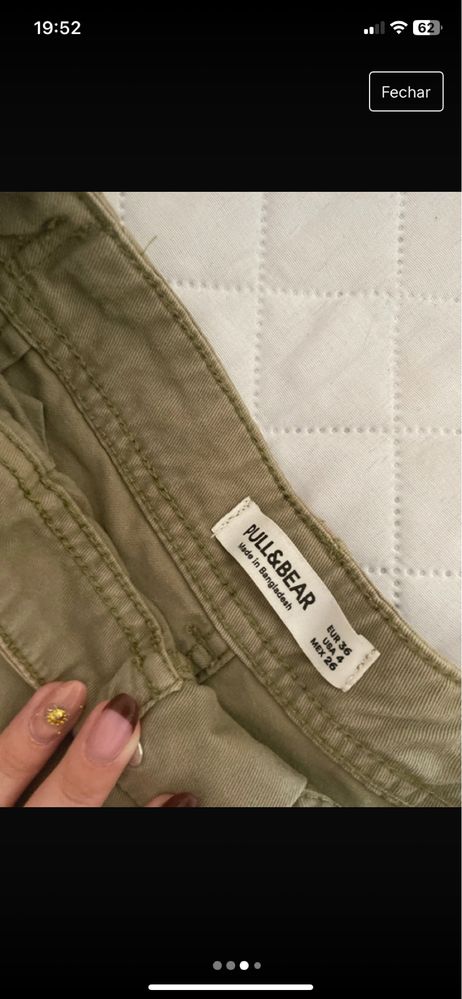 19:52
62
Fechar
PULL&BEAR
Made in Bangladesh
EUR 36
USA 4
MEX 26